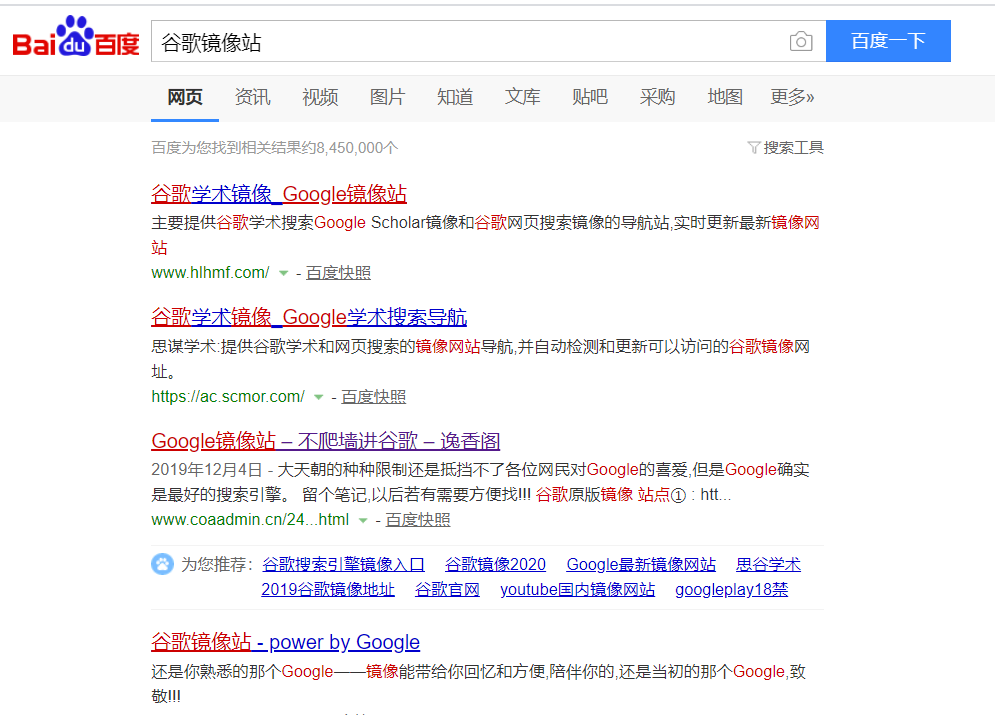 Bai du 百度 谷歌镜像站 百度一下
网页 资讯 视频 图片 知道 文库 贴吧 采购 地图 更多»
百度为您找到相关结果约8,450,000个 搜索工具
谷歌学术镜像_Google镜像站
主要提供谷歌学术搜索Google Scholar镜像和谷歌网页搜索镜像的导航站,实时更新最新镜像网
站
www.hlhmf.com/ - 百度快照
谷歌学术镜像_Google学术搜索导航
思谋学术:提供谷歌学术和网页搜索的镜像网站导航,并自动检测和更新可以访问的谷歌镜像网
址。
https://ac.scmor.com/ - 百度快照
Google镜像站 – 不爬墙进谷歌 – 逸香阁
2019年12月4日 - 大天朝的种种限制还是抵挡不了各位网民对Google的喜爱,但是Google确实
是最好的搜索引擎。 留个笔记,以后若有需要方便找!!! 谷歌原版镜像 站点① : htt...
www.coaadmin.cn/24...html - 百度快照
为您推荐: 谷歌搜索引擎镜像入口 谷歌镜像2020 Google最新镜像网站 思谷学术
2019谷歌镜像地址 谷歌官网 youtube国内镜像网站 googleplay18禁
谷歌镜像站 - power by Google
还是你熟悉的那个Google——镜像能带给你回忆和方便,陪伴你的,还是当初的那个Google,致
敬!!!